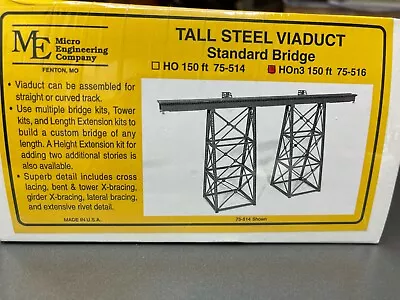 ME
Micro
Engineering
Company
FENTON, MO
TALL STEEL VIADUCT
Standard Bridge
HO 150 ft 75-514 HOn3 150 ft 75-516
• Viaduct can be assembled for
straight or curved track.
• Use multiple bridge kits, Tower
kits, and Length Extension kits to
build a custom bridge of any
length. A Height Extension kit for
adding two additional stories is
also available.
• Superb detail includes cross
lacing, bent & tower X-bracing,
girder X-bracing, lateral bracing,
and extensive rivet detail.
MADE IN U.S.A.
75-514 Shown